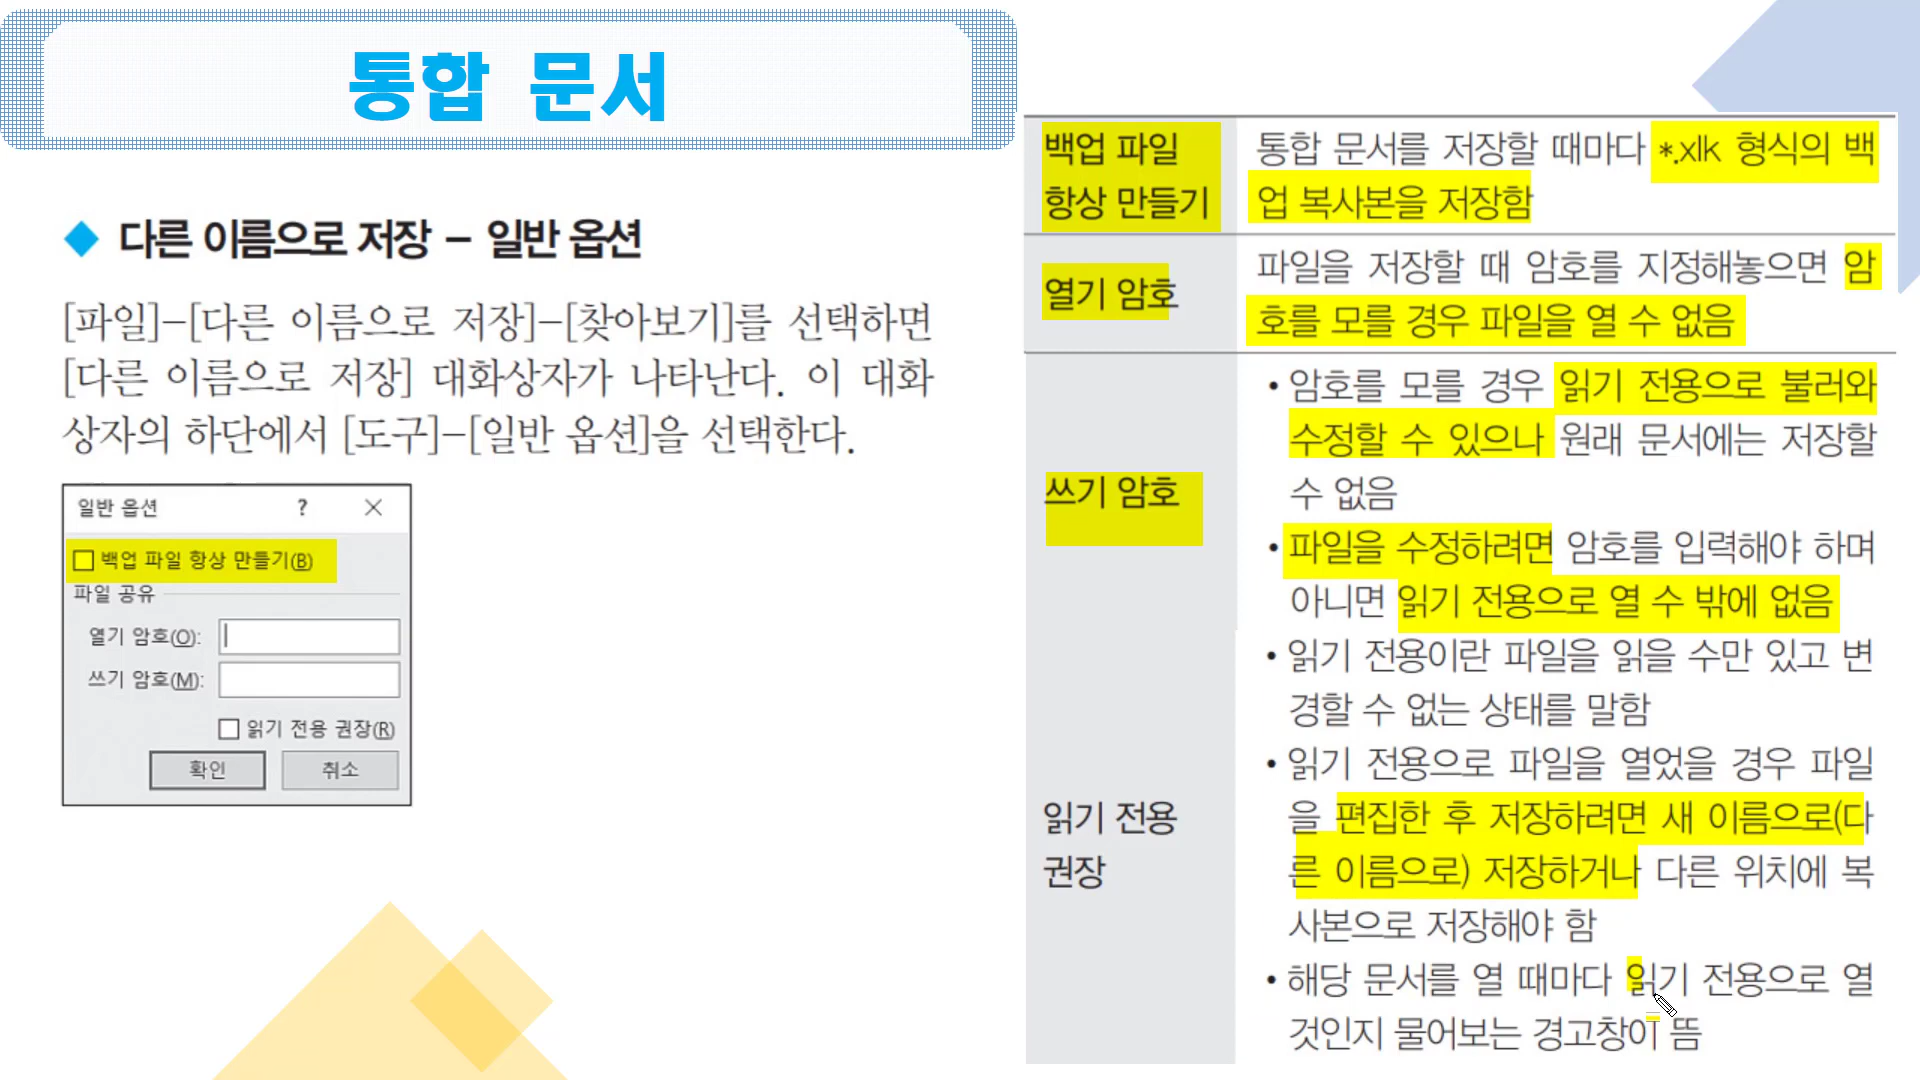 통합 문서
◆ 다른 이름으로 저장 – 일반 옵션
[파일]–[다른 이름으로 저장]–[찾아보기]를 선택하면
[다른 이름으로 저장] 대화상자가 나타난다. 이 대화
상자의 하단에서 [도구]–[일반 옵션]을 선택한다.
일반 옵션 ? ×
백업 파일 항상 만들기(B)
파일 공유
열기 암호(O):
쓰기 암호(M):
읽기 전용 권장(R)
확인 취소
백업 파일
항상 만들기
통합 문서를 저장할 때마다 *.xlk 형식의 백
업 복사본을 저장함
열기 암호
파일을 저장할 때 암호를 지정해놓으면 암
호를 모를 경우 파일을 열 수 없음
쓰기 암호
• 암호를 모를 경우 읽기 전용으로 불러와
수정할 수 있으나 원래 문서에는 저장할
수 없음
• 파일을 수정하려면 암호를 입력해야 하며
아니면 읽기 전용으로 열 수 밖에 없음
읽기 전용
권장
• 읽기 전용이란 파일을 읽을 수만 있고 변
경할 수 없는 상태를 말함
• 읽기 전용으로 파일을 열었을 경우 파일
을 편집한 후 저장하려면 새 이름으로(다
른 이름으로) 저장하거나 다른 위치에 복
사본으로 저장해야 함
• 해당 문서를 열 때마다 읽기 전용으로 열
것인지 물어보는 경고창이 뜸